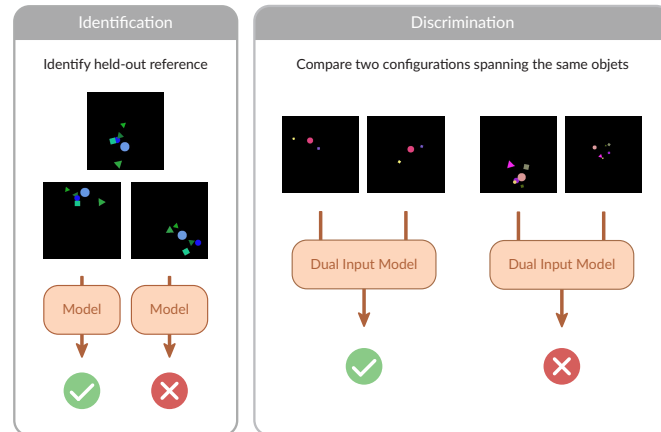 Identification
Identify held-out reference
Model
Model
Discrimination
Compare two configurations spanning the same objets
Dual Input Model
Dual Input Model